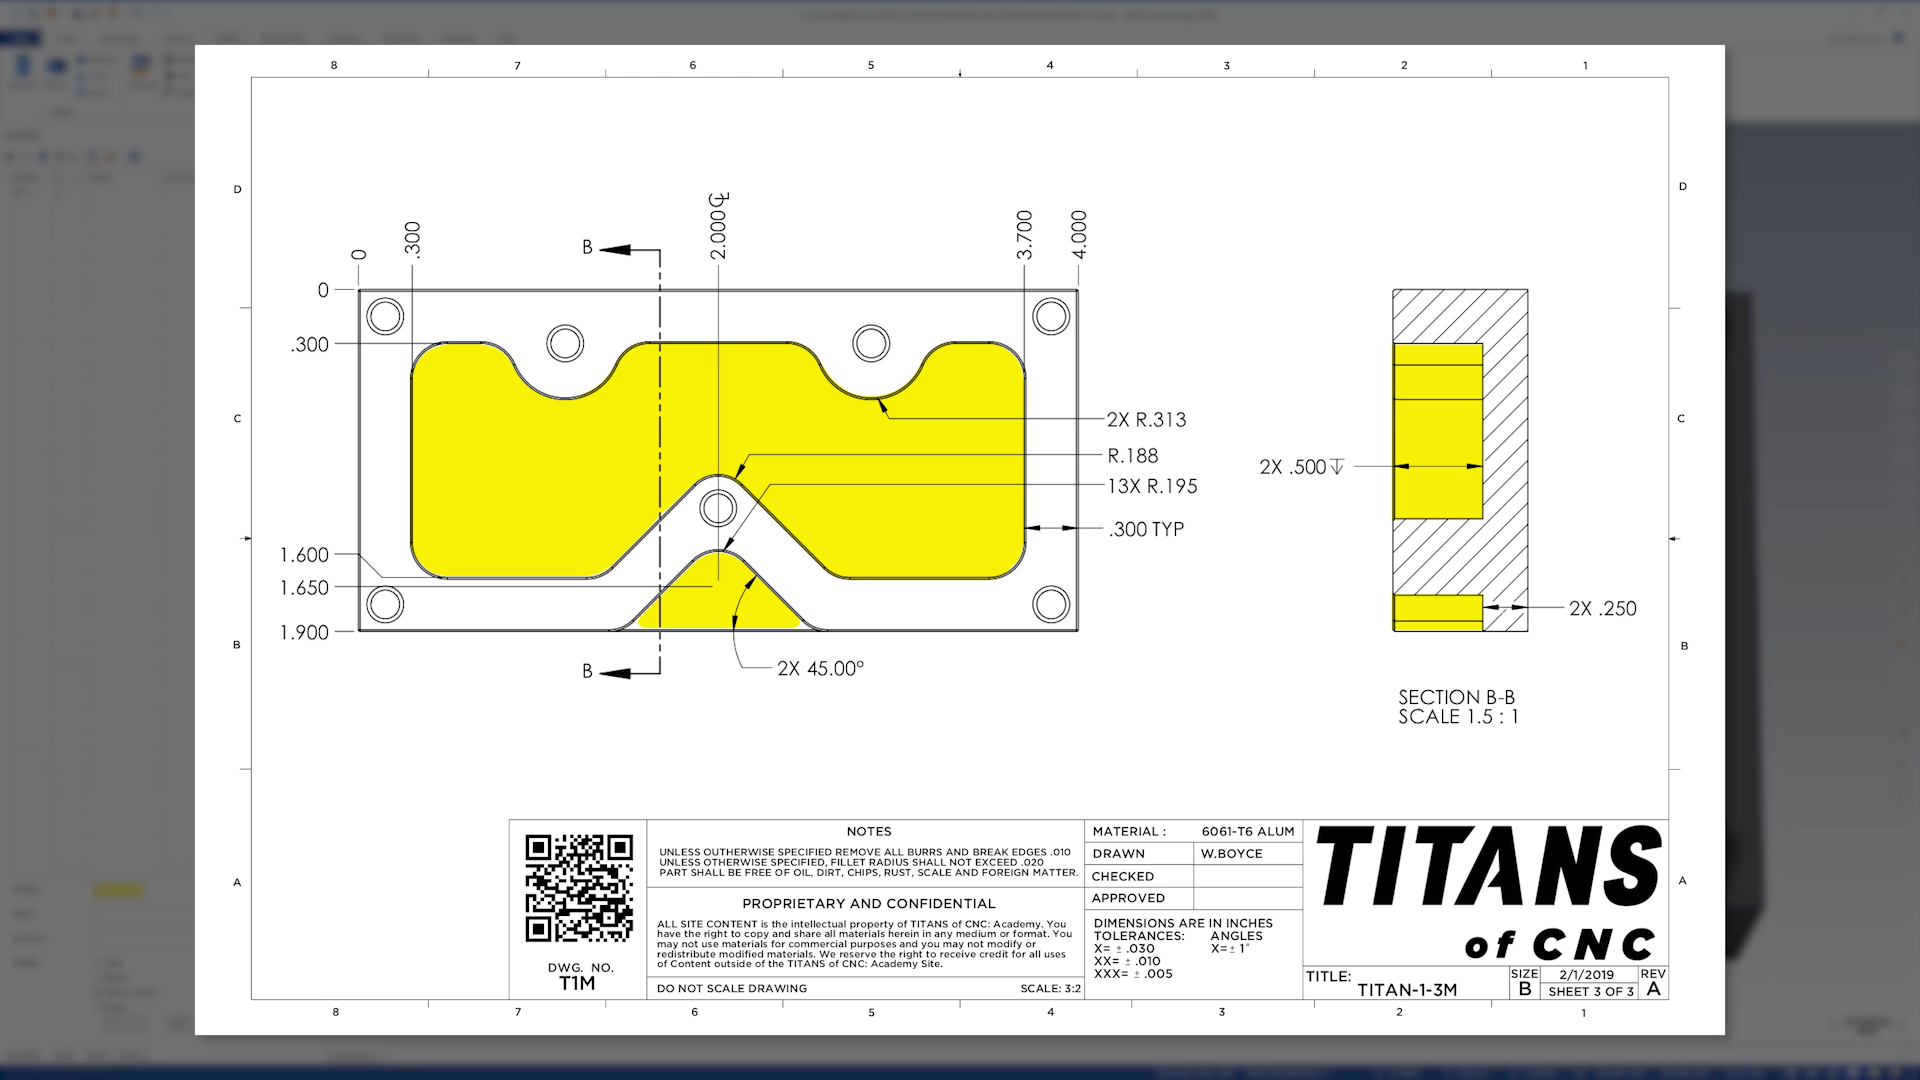 8 7 6 5 4 3 2 1
D D
0 .300 2.000 ℄ 3.700 4.000
B
0
.300
C C
2X R.313
R.188
2X .500↧
13X R.195
.300 TYP
1.600
1.650
2X .250
1.900
B B
B
2X 45.00°
SECTION B-B
SCALE 1.5 : 1
A A
NOTES
UNLESS OUTHERWISE SPECIFIED REMOVE ALL BURRS AND BREAK EDGES .010
UNLESS OTHERWISE SPECIFIED, FILLET RADIUS SHALL NOT EXCEED .020
PART SHALL BE FREE OF OIL, DIRT, CHIPS, RUST, SCALE AND FOREIGN MATTER.
PROPRIETARY AND CONFIDENTIAL
ALL SITE CONTENT is the intellectual property of TITANS of CNC: Academy. You
have the right to copy and share all materials herein in any medium or format. You
may not use materials for commercial purposes and you may not modify or
redistribute modified materials. We reserve the right to receive credit for all uses
of Content outside of the TITANS of CNC: Academy Site.
DWG. NO.
T1M
DO NOT SCALE DRAWING SCALE: 3:2
MATERIAL : 6061-T6 ALUM
DRAWN W.BOYCE
CHECKED
APPROVED
DIMENSIONS ARE IN INCHES
TOLERANCES: ANGLES
X= ± .030 X= ± 1°
XX= ± .010
XXX= ± .005
TITANS
of CNC
TITLE:
TITAN-1-3M
SIZE
B
2/1/2019
SHEET 3 OF 3
REV
A
8 7 6 5 4 3 2 1